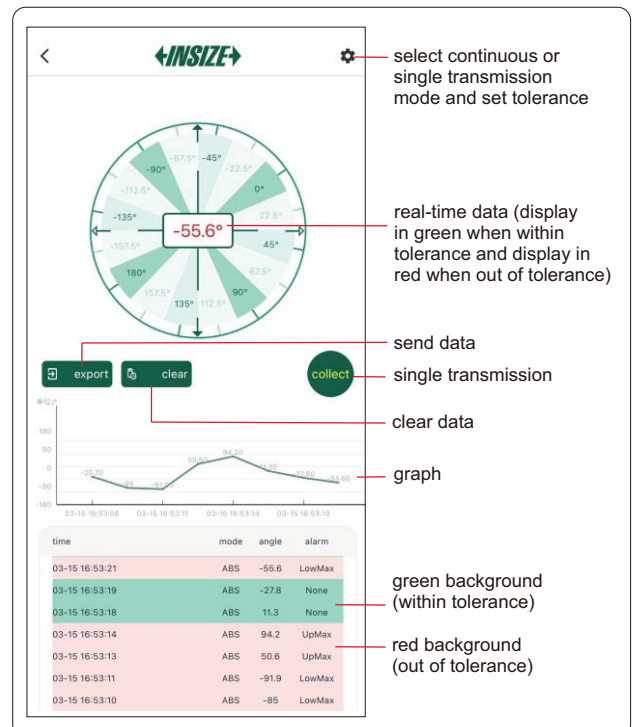 INSIZE
select continuous or
single transmission
mode and set tolerance
-67.5°
-45°
-22.5°
-90°
0°
-112.5°
22.5°
-135°
-55.6°
45°
-157.5°
67.5°
180°
90°
157.5°
135°
112.5°
real-time data (display
in green when within
tolerance and display in
red when out of tolerance)
send data
export
clear
collect
single transmission
clear data
180
90
0
-90
-180
-20.70
-85
50.60
94.20
-55.60
graph
03-15 16:53:08
03-15 16:53:11
03-15 16:53:14
03-15 16:53:19
time mode angle alarm
03-15 16:53:21 ABS -55.6 LowMax
03-15 16:53:19 ABS -27.8 None
03-15 16:53:18 ABS 11.3 None
03-15 16:53:14 ABS 94.2 UpMax
03-15 16:53:13 ABS 50.6 UpMax
03-15 16:53:11 ABS -91.9 LowMax
03-15 16:53:10 ABS -85 LowMax
green background
(within tolerance)
red background
(out of tolerance)